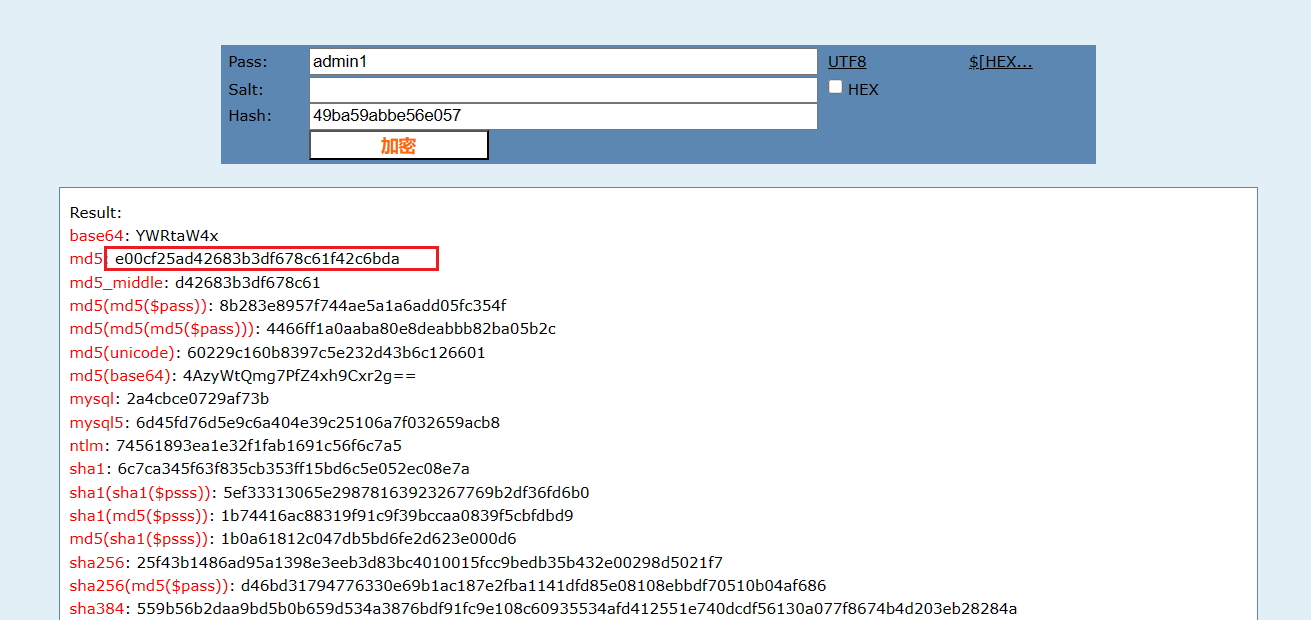 Pass: admin1 UTF8 $[HEX...
Salt: HEX
Hash: 49ba59abbe56e057
加密
Result:
base64: YWRtaW4x
md5: e00cf25ad42683b3df678c61f42c6bda
md5_middle: d42683b3df678c61
md5(md5($pass)): 8b283e8957f744ae5a1a6add05fc354f
md5(md5(md5($pass))): 4466ff1a0aaba80e8deabbb82ba05b2c
md5(unicode): 60229c160b8397c5e232d43b6c126601
md5(base64): 4AzyWtQmg7PfZ4xh9Cxr2g==
mysql: 2a4cbce0729af73b
mysql5: 6d45fd76d5e9c6a404e39c25106a7f032659acb8
ntlm: 74561893ea1e32f1fab1691c56f6c7a5
sha1: 6c7ca345f63f835cb353ff15bd6c5e052ec08e7a
sha1(sha1($psss)): 5ef33313065e29878163923267769b2df36fd6b0
sha1(md5($psss)): 1b74416ac88319f91c9f39bccaa0839f5cbfdbd9
md5(sha1($psss)): 1b0a61812c047db5bd6fe2d623e000d6
sha256: 25f43b1486ad95a1398e3eeb3d83bc4010015fcc9bedb35b432e00298d5021f7
sha256(md5($pass)): d46bd31794776330e69b1ac187e2fba1141dfd85e08108ebbdf70510b04af686
sha384: 559b56b2daa9bd5b0b659d534a3876bdf91fc9e108c60935534afd412551e740dcdf56130a077f8674b4d203eb28284a